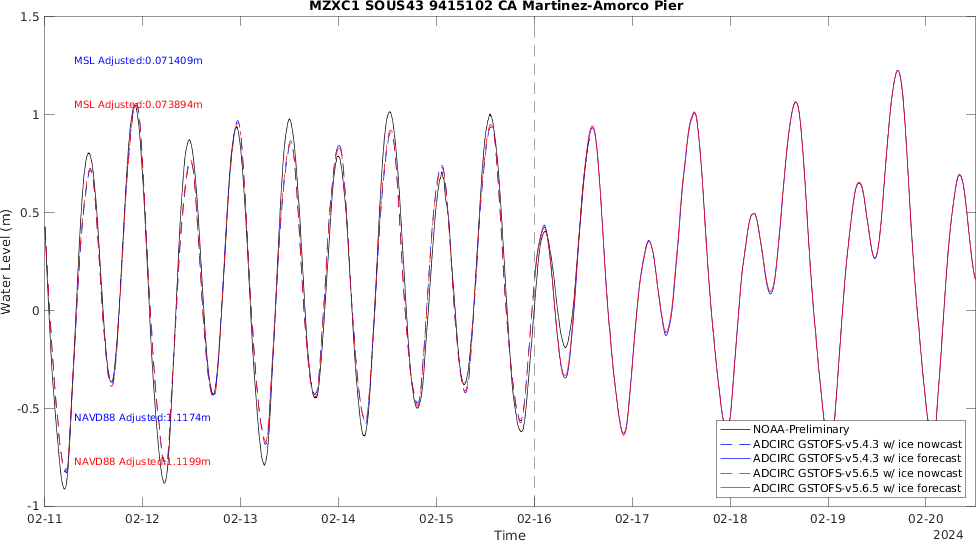 MZXC1 SOUS43 9415102 CA Martinez-Amorco Pier
1.5
1
0.5
0
-0.5
-1
Water Level (m)
MSL Adjusted:0.071409m
MSL Adjusted:0.073894m
NAVD88 Adjusted:1.1174m
NAVD88 Adjusted:1.1199m
NOAA-Preliminary
ADCIRC GSTOFS-v5.4.3 w/ ice nowcast
ADCIRC GSTOFS-v5.4.3 w/ ice forecast
ADCIRC GSTOFS-v5.6.5 w/ ice nowcast
ADCIRC GSTOFS-v5.6.5 w/ ice forecast
02-11 02-12 02-13 02-14 02-15 02-16 02-17 02-18 02-19 02-20
Time
2024